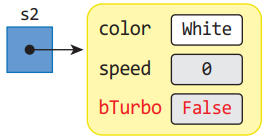 s2
color White
speed 0
bTurbo False